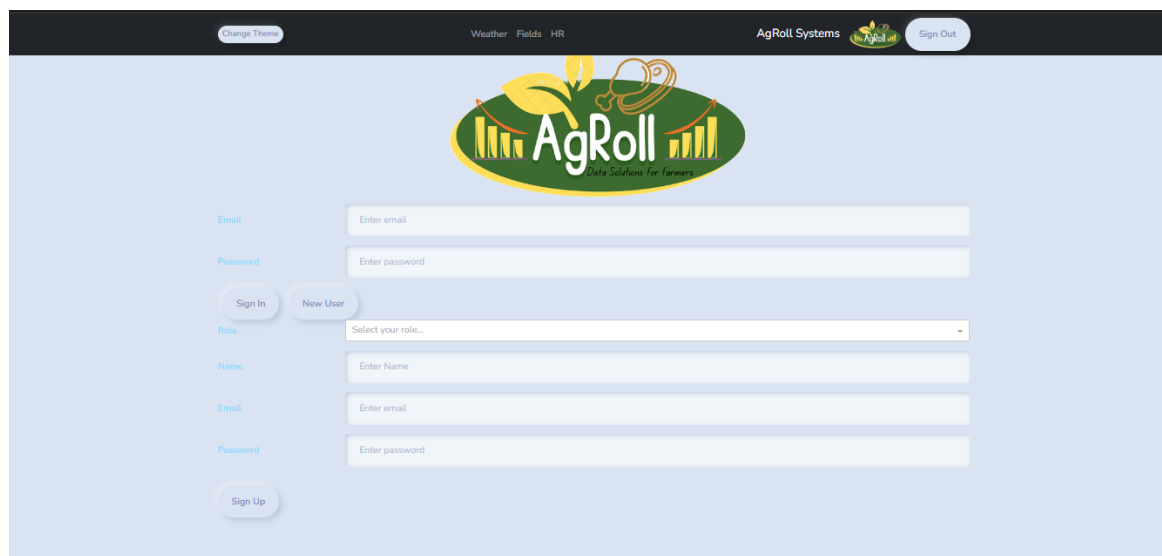 Change Theme
Weather Fields HR
AgRoll Systems
AgRoll
Sign Out
AgRoll
Data Solutions for farmers
Email
Enter email
Password
Enter password
Sign In
New User
Role
Select your role...
Name
Enter Name
Email
Enter email
Password
Enter password
Sign Up